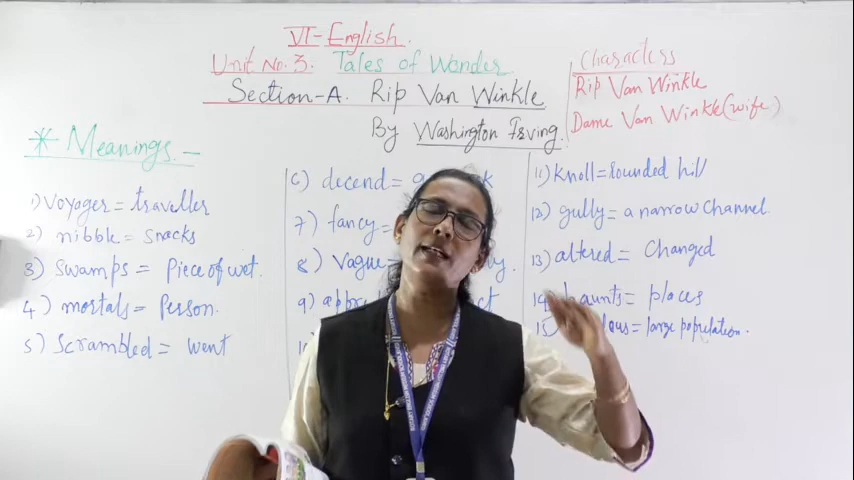 VI-English.
Unit No. 3. Tales of Wonder.
Section-A. Rip Van Winkle
By Washington Irving.
Characters
Rip Van Winkle
Dame Van Winkle (wife)
* Meanings. -
1) Voyoger = traveller
2) nibble = snacks
3) swamps = Piece of wet.
4) mortals = Person.
5) Scrambled = went
6) decend =
7) fancy =
8) Vague =
9)
11) Knoll = rounded hill
12) gully = a narrow channel
13) altered = Changed
14) haunts = places
15) = large population.